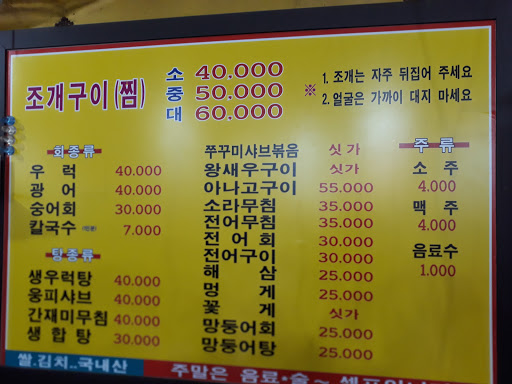 조개구이(찜)
소 40.000
중 50.000
대 60.000
※ 1. 조개는 자주 뒤집어 주세요
2. 얼굴은 가까이 대지 마세요
회종류
우 럭 40.000
광 어 40.000
숭어회 30.000
칼국수 7.000
탕종류
생우럭탕 40.000
웅피샤브 40.000
간재미무침 40.000
생 합 탕 30.000
쭈꾸미샤브볶음 싯가
왕새우구이 싯가
아나고구이 55.000
소라무침 35.000
전어무침 35.000
전 어 회 30.000
전어구이 30.000
해 삼 25.000
멍 게 25.000
꽃 게 싯가
망둥어회 25.000
망둥어탕 25.000
주 류
소 주
4.000
맥 주
4.000
음료수
1.000
쌀.김치..국내산
주말은 음료*술~